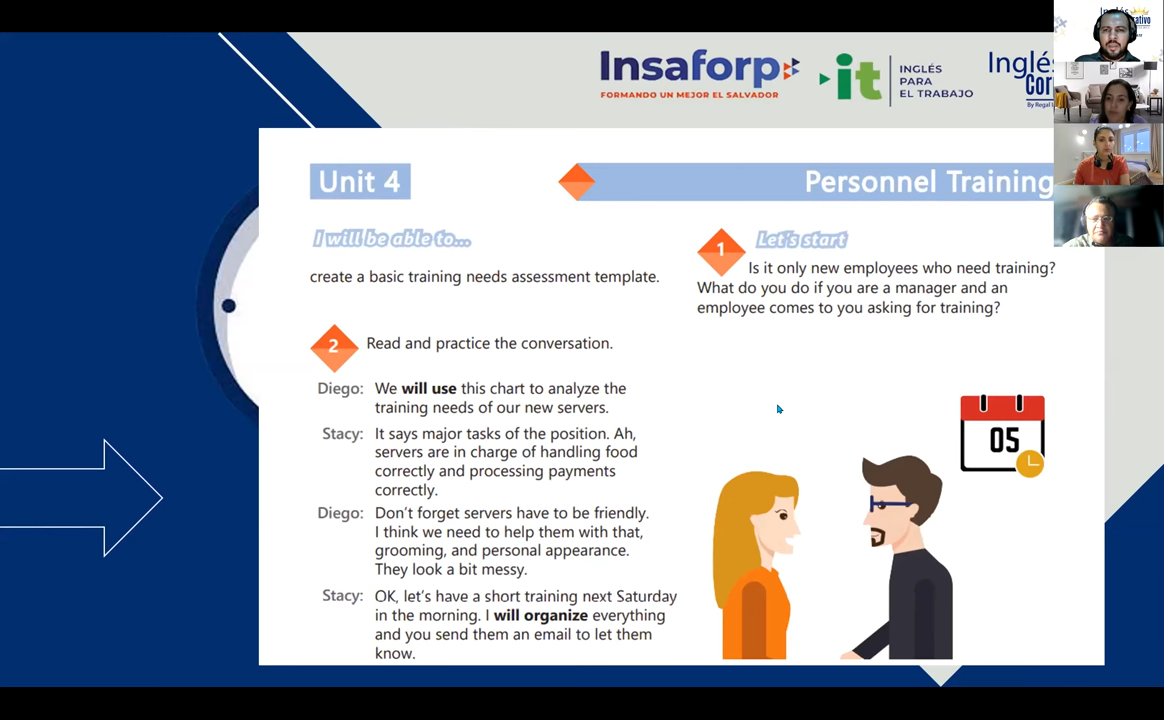 Insaforp
FORMANDO UN MEJOR EL SALVADOR
it
INGLÉS
PARA
EL TRABAJO
Inglés
Cor
By Regal
Unit 4
Personnel Training
I will be able to...
create a basic training needs assessment template.
1
Let's start
Is it only new employees who need training?
What do you do if you are a manager and an
employee comes to you asking for training?
2
Read and practice the conversation.
Diego: We will use this chart to analyze the
training needs of our new servers.
Stacy: It says major tasks of the position. Ah,
servers are in charge of handling food
correctly and processing payments
correctly.
Diego: Don't forget servers have to be friendly.
I think we need to help them with that,
grooming, and personal appearance.
They look a bit messy.
Stacy: OK, let's have a short training next Saturday
in the morning. I will organize everything
and you send them an email to let them
know.
05